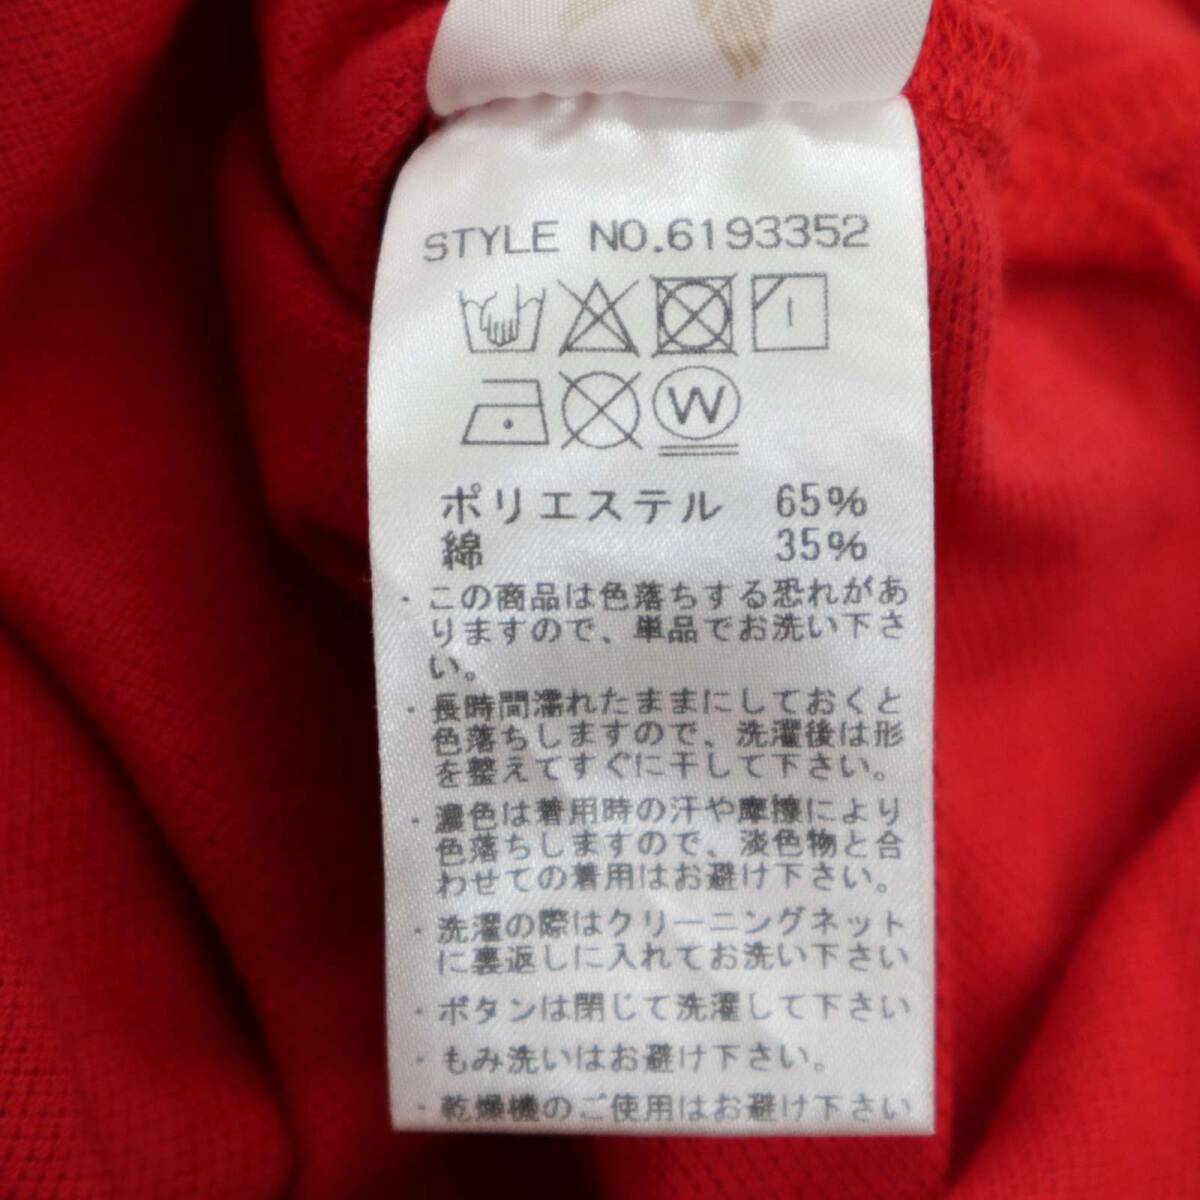 STYLE NO.6193352
W
ポリエステル 65%
綿 35%
・この商品は色落ちする恐れがあ
りますので、単品でお洗い下さ
い。
・長時間濡れたままにしておくと
色落ちしますので、洗濯後は形
を整えてすぐに干して下さい。
・濃色は着用時の汗や摩擦により
色落ちしますので、淡色物と合
わせての着用はお避け下さい。
・洗濯の際はクリーニングネット
に裏返しに入れてお洗い下さい
・ボタンは閉じて洗濯して下さい
・もみ洗いはお避け下さい。
・乾燥機のご使用はお避け下さい